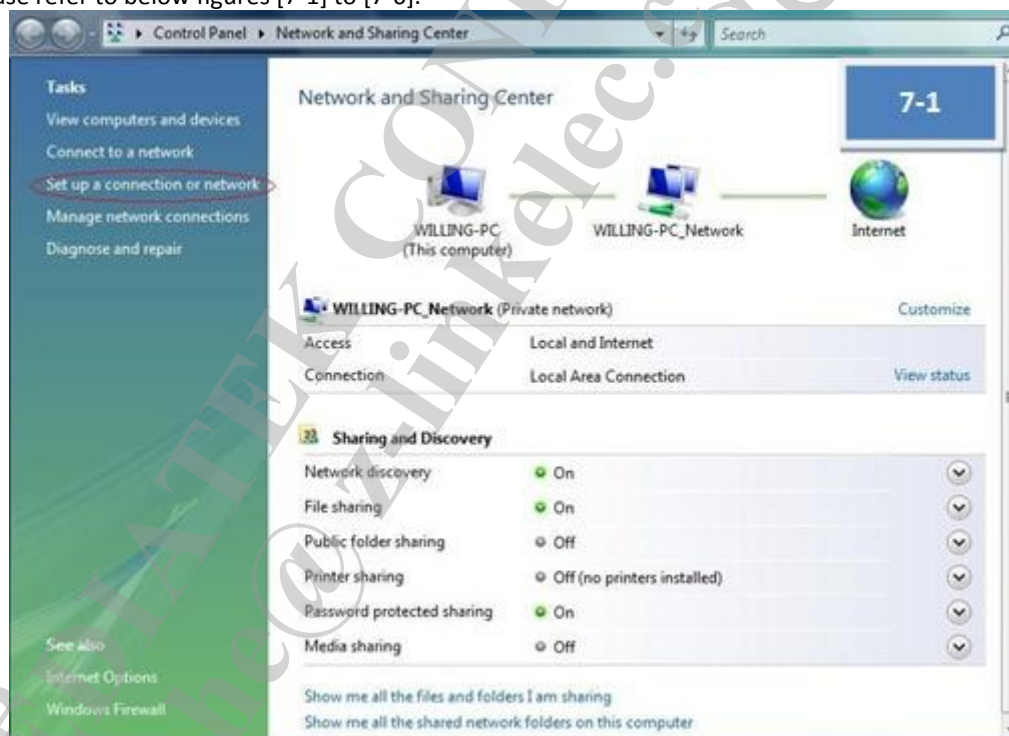 se refer to below figures [7-1] to [7-6].
Control Panel Network and Sharing Center
Search
Tasks
View computers and devices
Connect to a network
Set up a connection or network
Manage network connections
Diagnose and repair
See also
Internet Options
Windows Firewall
Network and Sharing Center
7-1
WILLING-PC
(This computer)
WILLING-PC_Network
Internet
WILLING-PC_Network (Private network) Customize
Access Local and Internet
Connection Local Area Connection View status
Sharing and Discovery
Network discovery On
File sharing On
Public folder sharing Off
Printer sharing Off (no printers installed)
Password protected sharing On
Media sharing Off
Show me all the files and folders I am sharing
Show me all the shared network folders on this computer